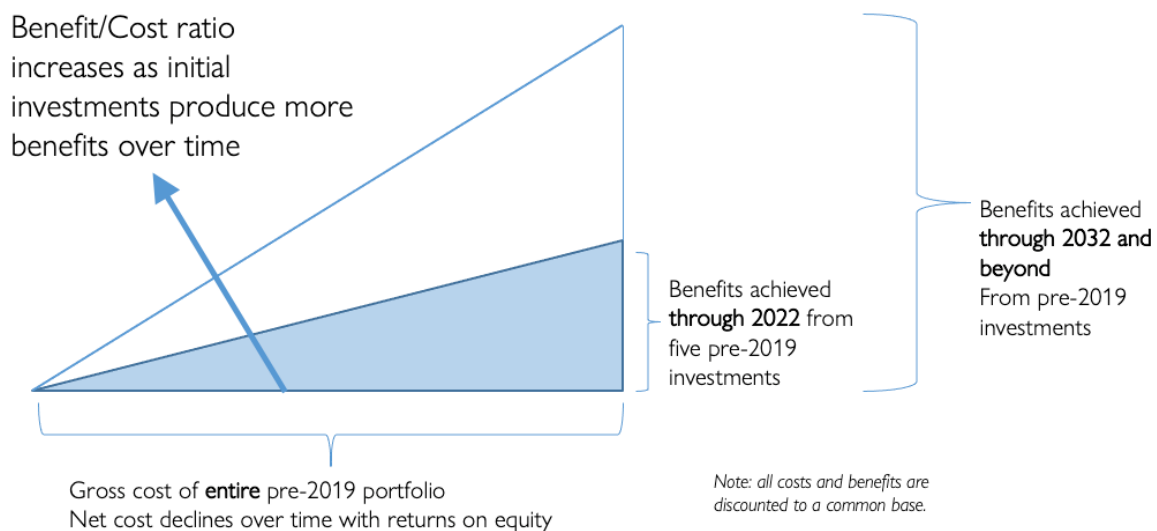 Benefit/Cost ratio
increases as initial
investments produce more
benefits over time
Benefits achieved
through 2032 and
beyond
From pre-2019
investments
Benefits achieved
through 2022 from
five pre-2019
investments
Gross cost of entire pre-2019 portfolio
Net cost declines over time with returns on equity
Note: all costs and benefits are
discounted to a common base.